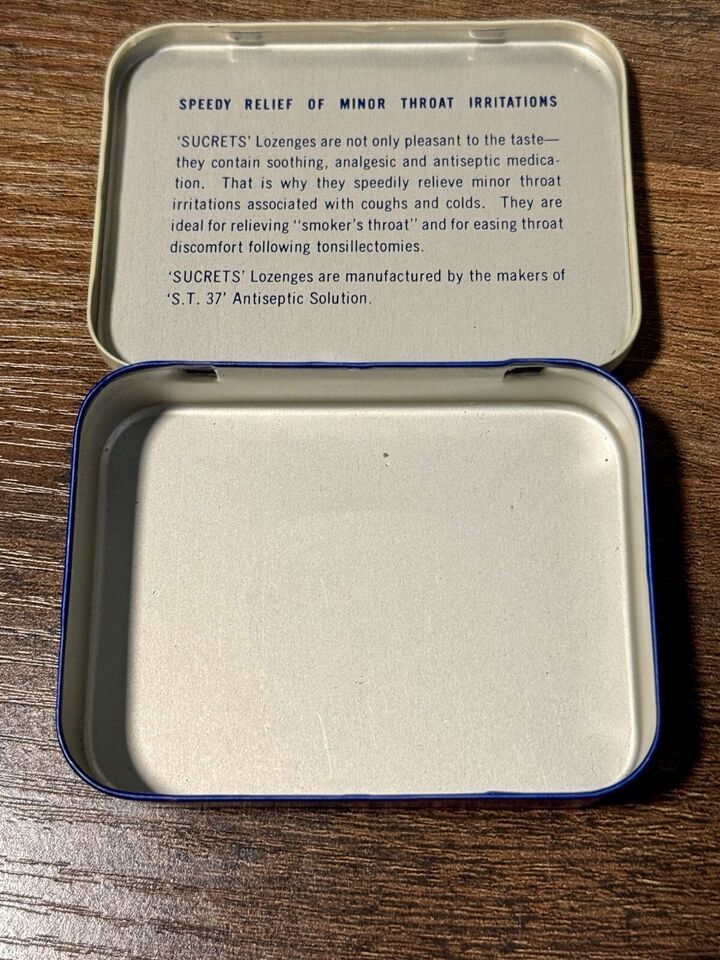 SPEEDY RELIEF OF MINOR THROAT IRRITATIONS
'SUCRETS' Lozenges are not only pleasant to the taste—
they contain soothing, analgesic and antiseptic medica-
tion. That is why they speedily relieve minor throat
irritations associated with coughs and colds. They are
ideal for relieving "smoker's throat" and for easing throat
discomfort following tonsillectomies.
'SUCRETS' Lozenges are manufactured by the makers of
'S.T. 37' Antiseptic Solution.